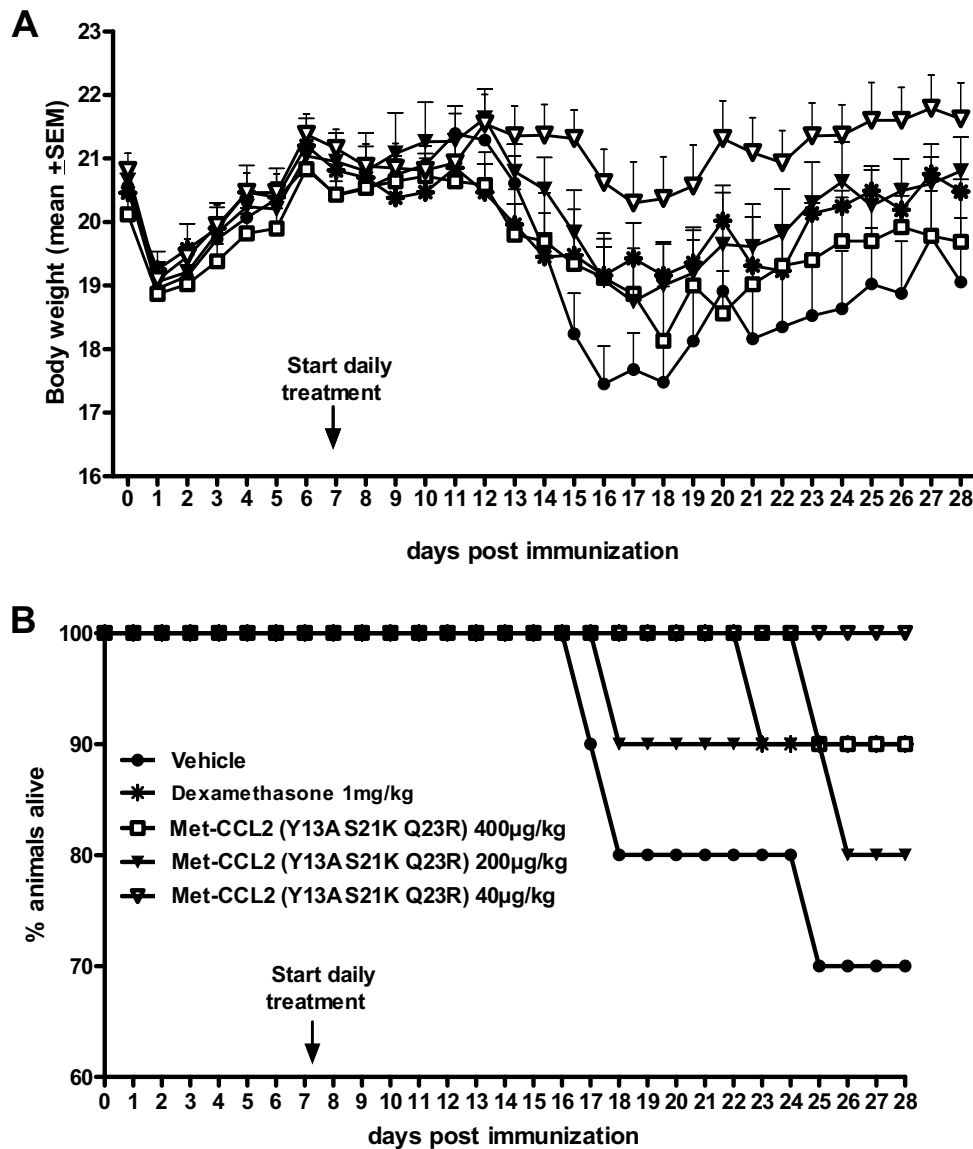 A
23
22
21
20
19
18
17
16
Body weight (mean +SEM)
Start daily
treatment
0 1 2 3 4 5 6 7 8 9 10 11 12 13 14 15 16 17 18 19 20 21 22 23 24 25 26 27 28
days post immunization
B
100
90
80
70
60
% animals alive
Vehicle
Dexamethasone 1mg/kg
Met-CCL2 (Y13A S21K Q23R) 400µg/kg
Met-CCL2 (Y13A S21K Q23R) 200µg/kg
Met-CCL2 (Y13A S21K Q23R) 40µg/kg
Start daily
treatment
0 1 2 3 4 5 6 7 8 9 10 11 12 13 14 15 16 17 18 19 20 21 22 23 24 25 26 27 28
days post immunization